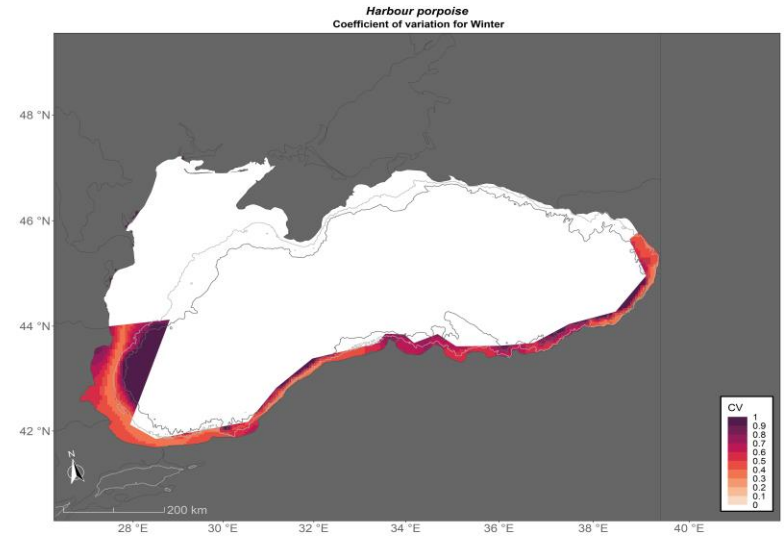 Harbour porpoise
Coefficient of variation for Winter
48 °N
46 °N
44 °N
42 °N
N
200 km
28 °E
30 °E
32 °E
34 °E
36 °E
38 °E
40 °E
CV
1
0.9
0.8
0.7
0.6
0.5
0.4
0.3
0.2
0.1
0